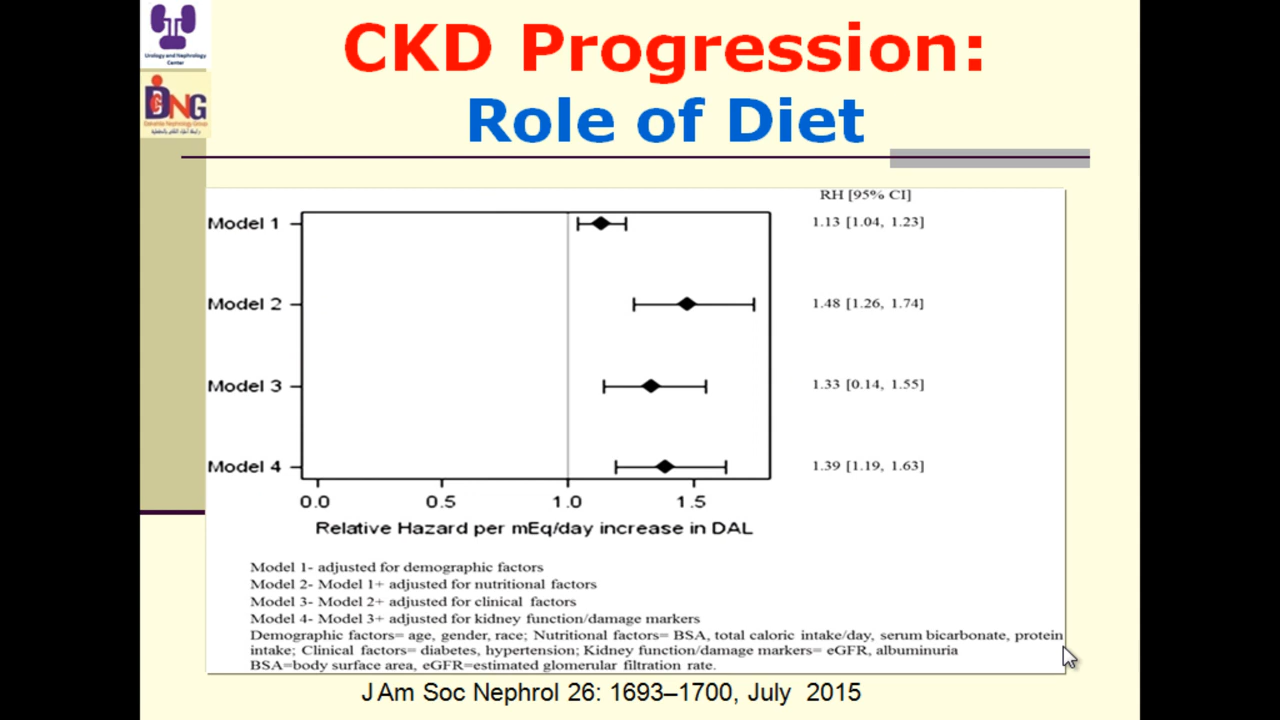 Urology and Nephrology
Center
DNG
CKD Progression:
Role of Diet
RH [95% CI]
Model 1
1.13 [1.04, 1.23]
Model 2
1.48 [1.26, 1.74]
Model 3
1.33 [0.14, 1.55]
Model 4
1.39 [1.19, 1.63]
0.0 0.5 1.0 1.5
Relative Hazard per mEq/day increase in DAL
Model 1- adjusted for demographic factors
Model 2- Model 1+ adjusted for nutritional factors
Model 3- Model 2+ adjusted for clinical factors
Model 4- Model 3+ adjusted for kidney function/damage markers
Demographic factors= age, gender, race; Nutritional factors= BSA, total caloric intake/day, serum bicarbonate, protein
intake; Clinical factors= diabetes, hypertension; Kidney function/damage markers= eGFR, albuminuria
BSA=body surface area, eGFR=estimated glomerular filtration rate.
J Am Soc Nephrol 26: 1693–1700, July 2015